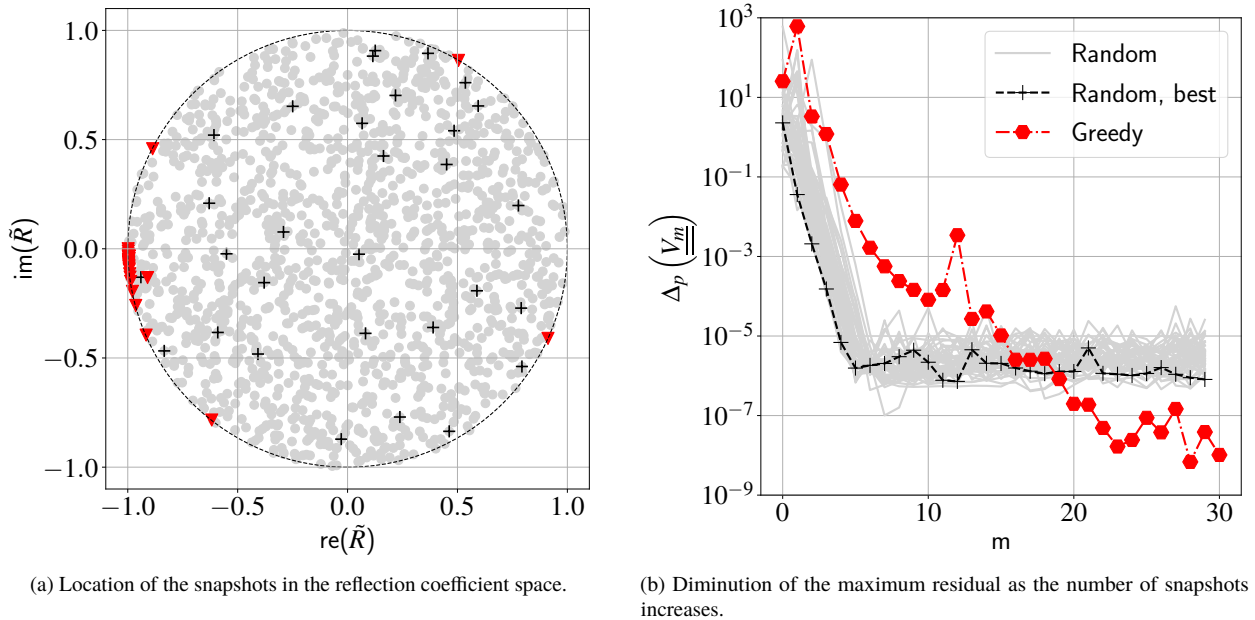 1.0
0.5
0.0
−0.5
−1.0
im(R̃)
−1.0 −0.5 0.0 0.5 1.0
re(R̃)
(a) Location of the snapshots in the reflection coefficient space.
10³
10¹
10⁻¹
10⁻³
10⁻⁵
10⁻⁷
10⁻⁹
Δₚ (V̳ₘ̳)
Random
Random, best
Greedy
0 10 20 30
m
(b) Diminution of the maximum residual as the number of snapshots
increases.